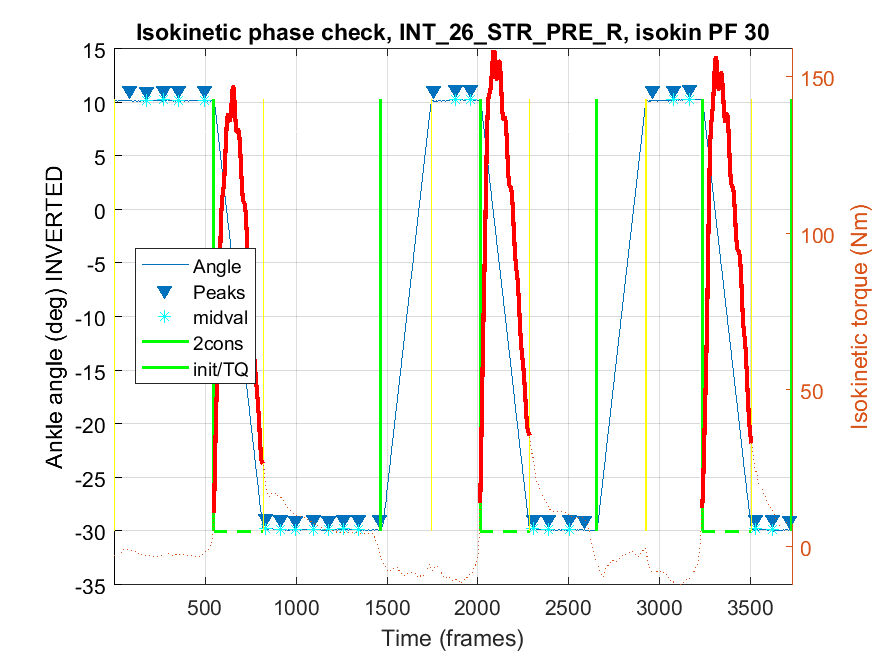 Isokinetic phase check, INT_26_STR_PRE_R, isokin PF 30
Ankle angle (deg) INVERTED
15
10
5
0
-5
-10
-15
-20
-25
-30
-35
Angle
Peaks
midval
2cons
init/TQ
150
100
50
0
Isokinetic torque (Nm)
500
1000
1500
2000
2500
3000
3500
Time (frames)